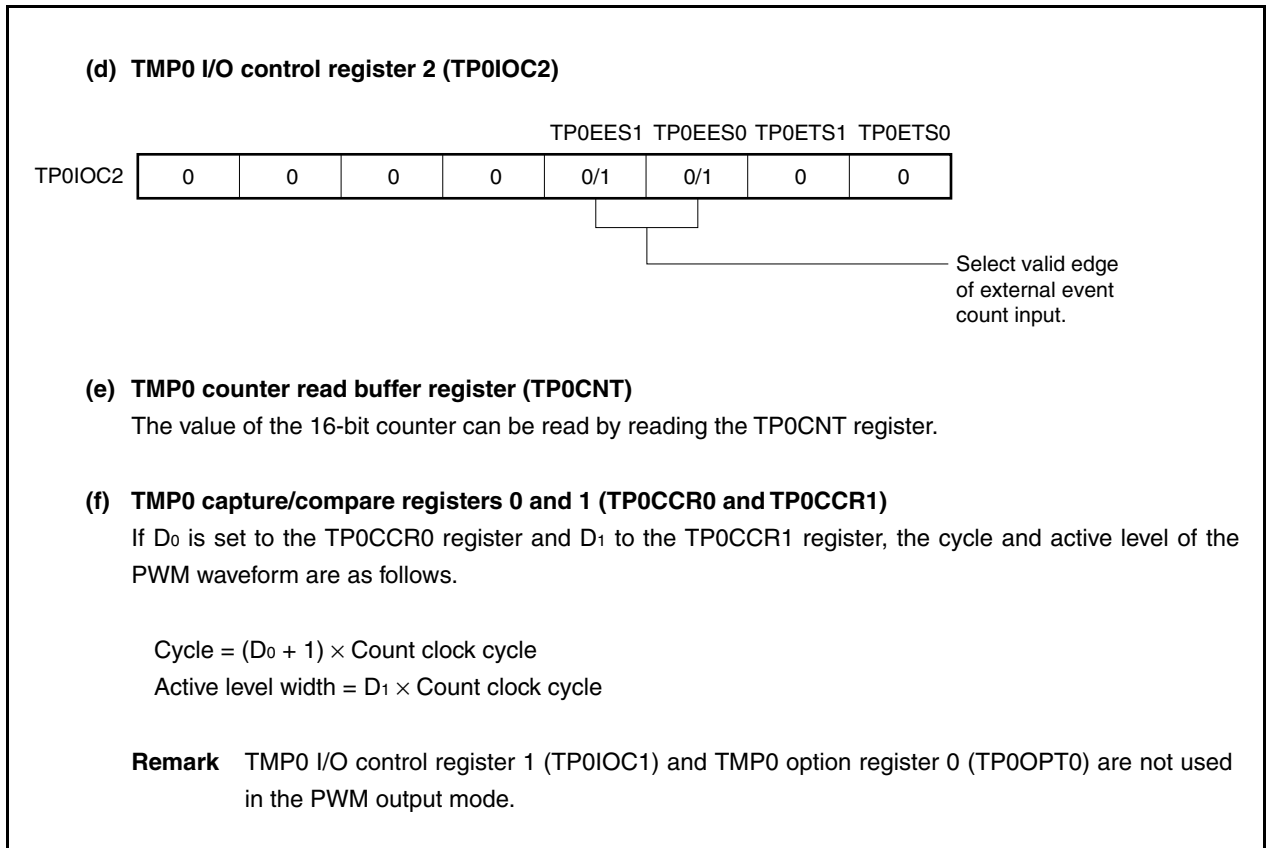 (d) TMP0 I/O control register 2 (TP0IOC2)
TP0EES1 TP0EES0 TP0ETS1 TP0ETS0
TP0IOC2 0 0 0 0 0/1 0/1 0 0
Select valid edge
of external event
count input.
(e) TMP0 counter read buffer register (TP0CNT)
The value of the 16-bit counter can be read by reading the TP0CNT register.
(f) TMP0 capture/compare registers 0 and 1 (TP0CCR0 and TP0CCR1)
If D0 is set to the TP0CCR0 register and D1 to the TP0CCR1 register, the cycle and active level of the
PWM waveform are as follows.
Cycle = (D0 + 1) × Count clock cycle
Active level width = D1 × Count clock cycle
Remark TMP0 I/O control register 1 (TP0IOC1) and TMP0 option register 0 (TP0OPT0) are not used
in the PWM output mode.